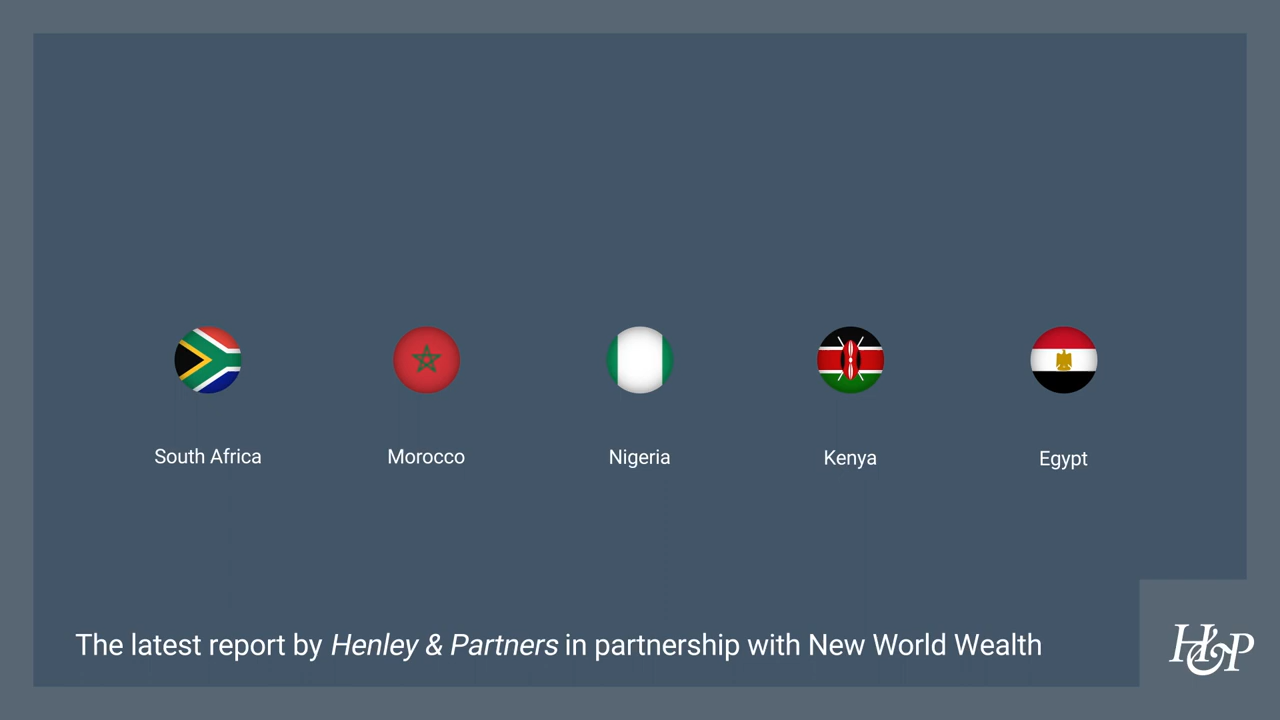 South Africa
Morocco
Nigeria
Kenya
Egypt
The latest report by Henley & Partners in partnership with New World Wealth
H&P